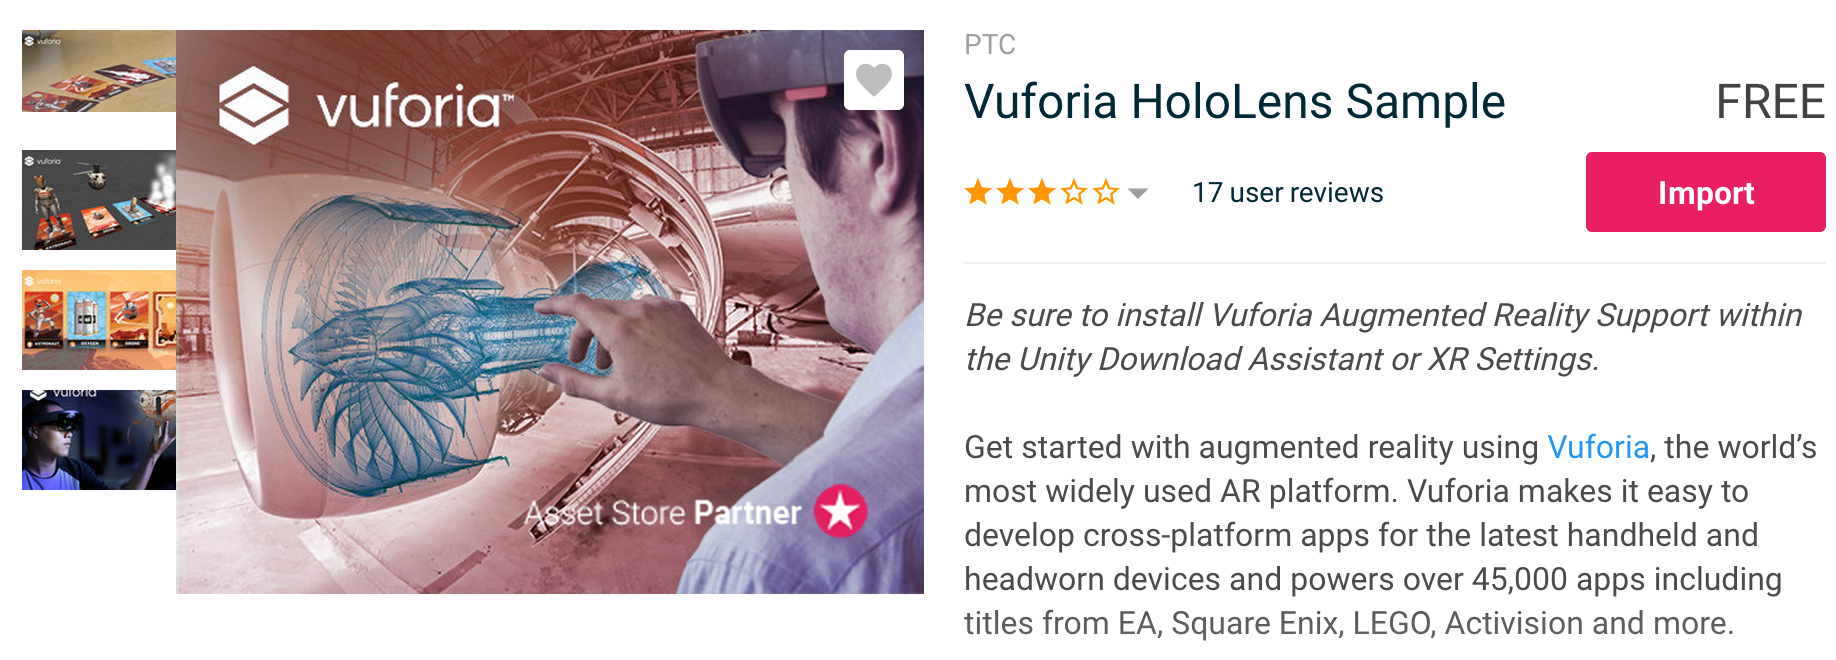 vuforia
vuforia
vuforia
ASTRONAUT OXYGEN DRONE
vuforia
vuforia™
Asset Store Partner
PTC
Vuforia HoloLens Sample
FREE
17 user reviews
Import
Be sure to install Vuforia Augmented Reality Support within
the Unity Download Assistant or XR Settings.
Get started with augmented reality using Vuforia, the world’s
most widely used AR platform. Vuforia makes it easy to
develop cross-platform apps for the latest handheld and
headworn devices and powers over 45,000 apps including
titles from EA, Square Enix, LEGO, Activision and more.